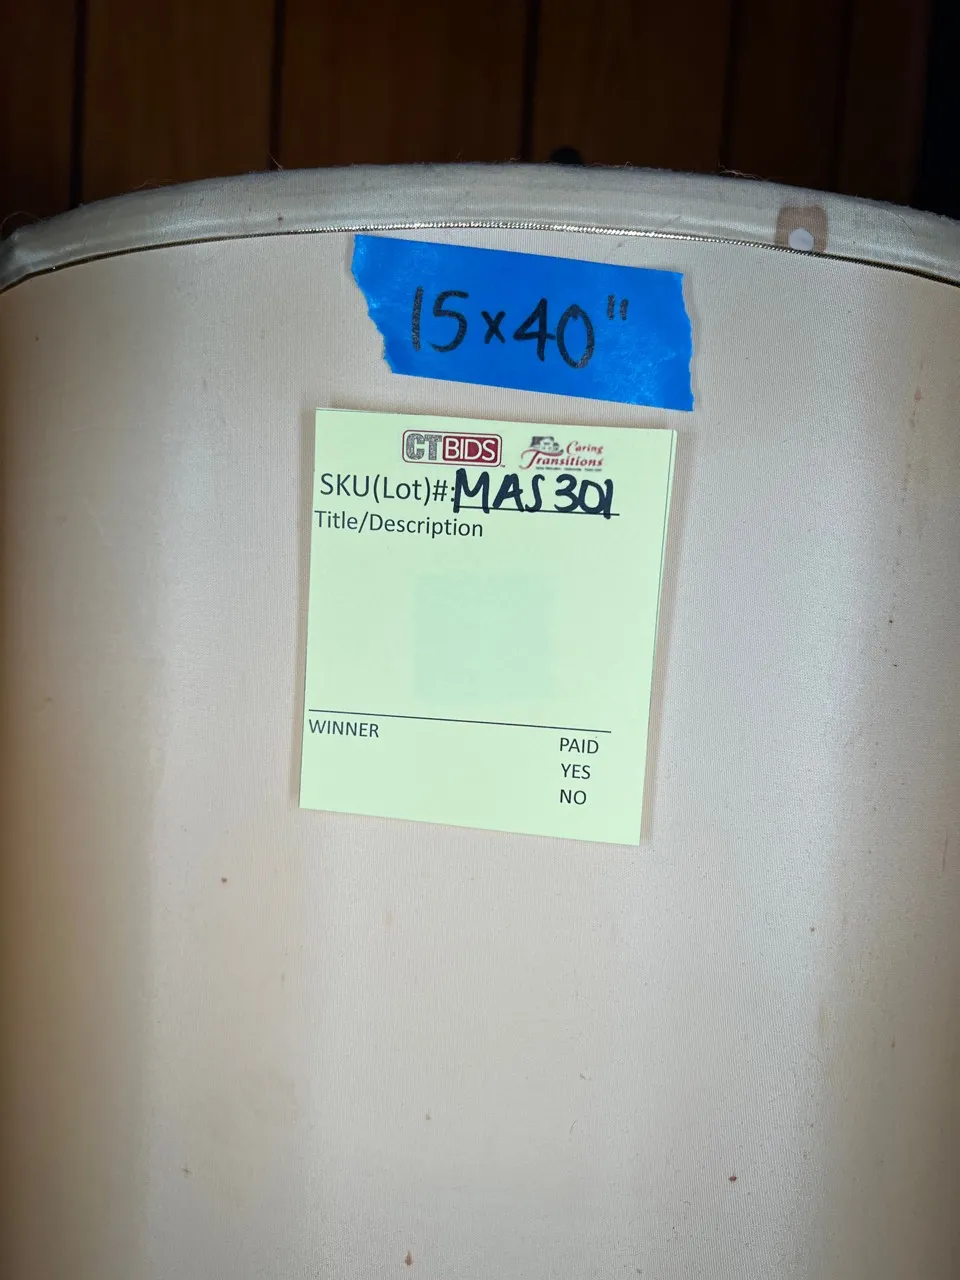 15x40"
CTBIDS
Caring
Transitions
SKU(Lot)#: MAS301
Title/Description
WINNER
PAID
YES
NO